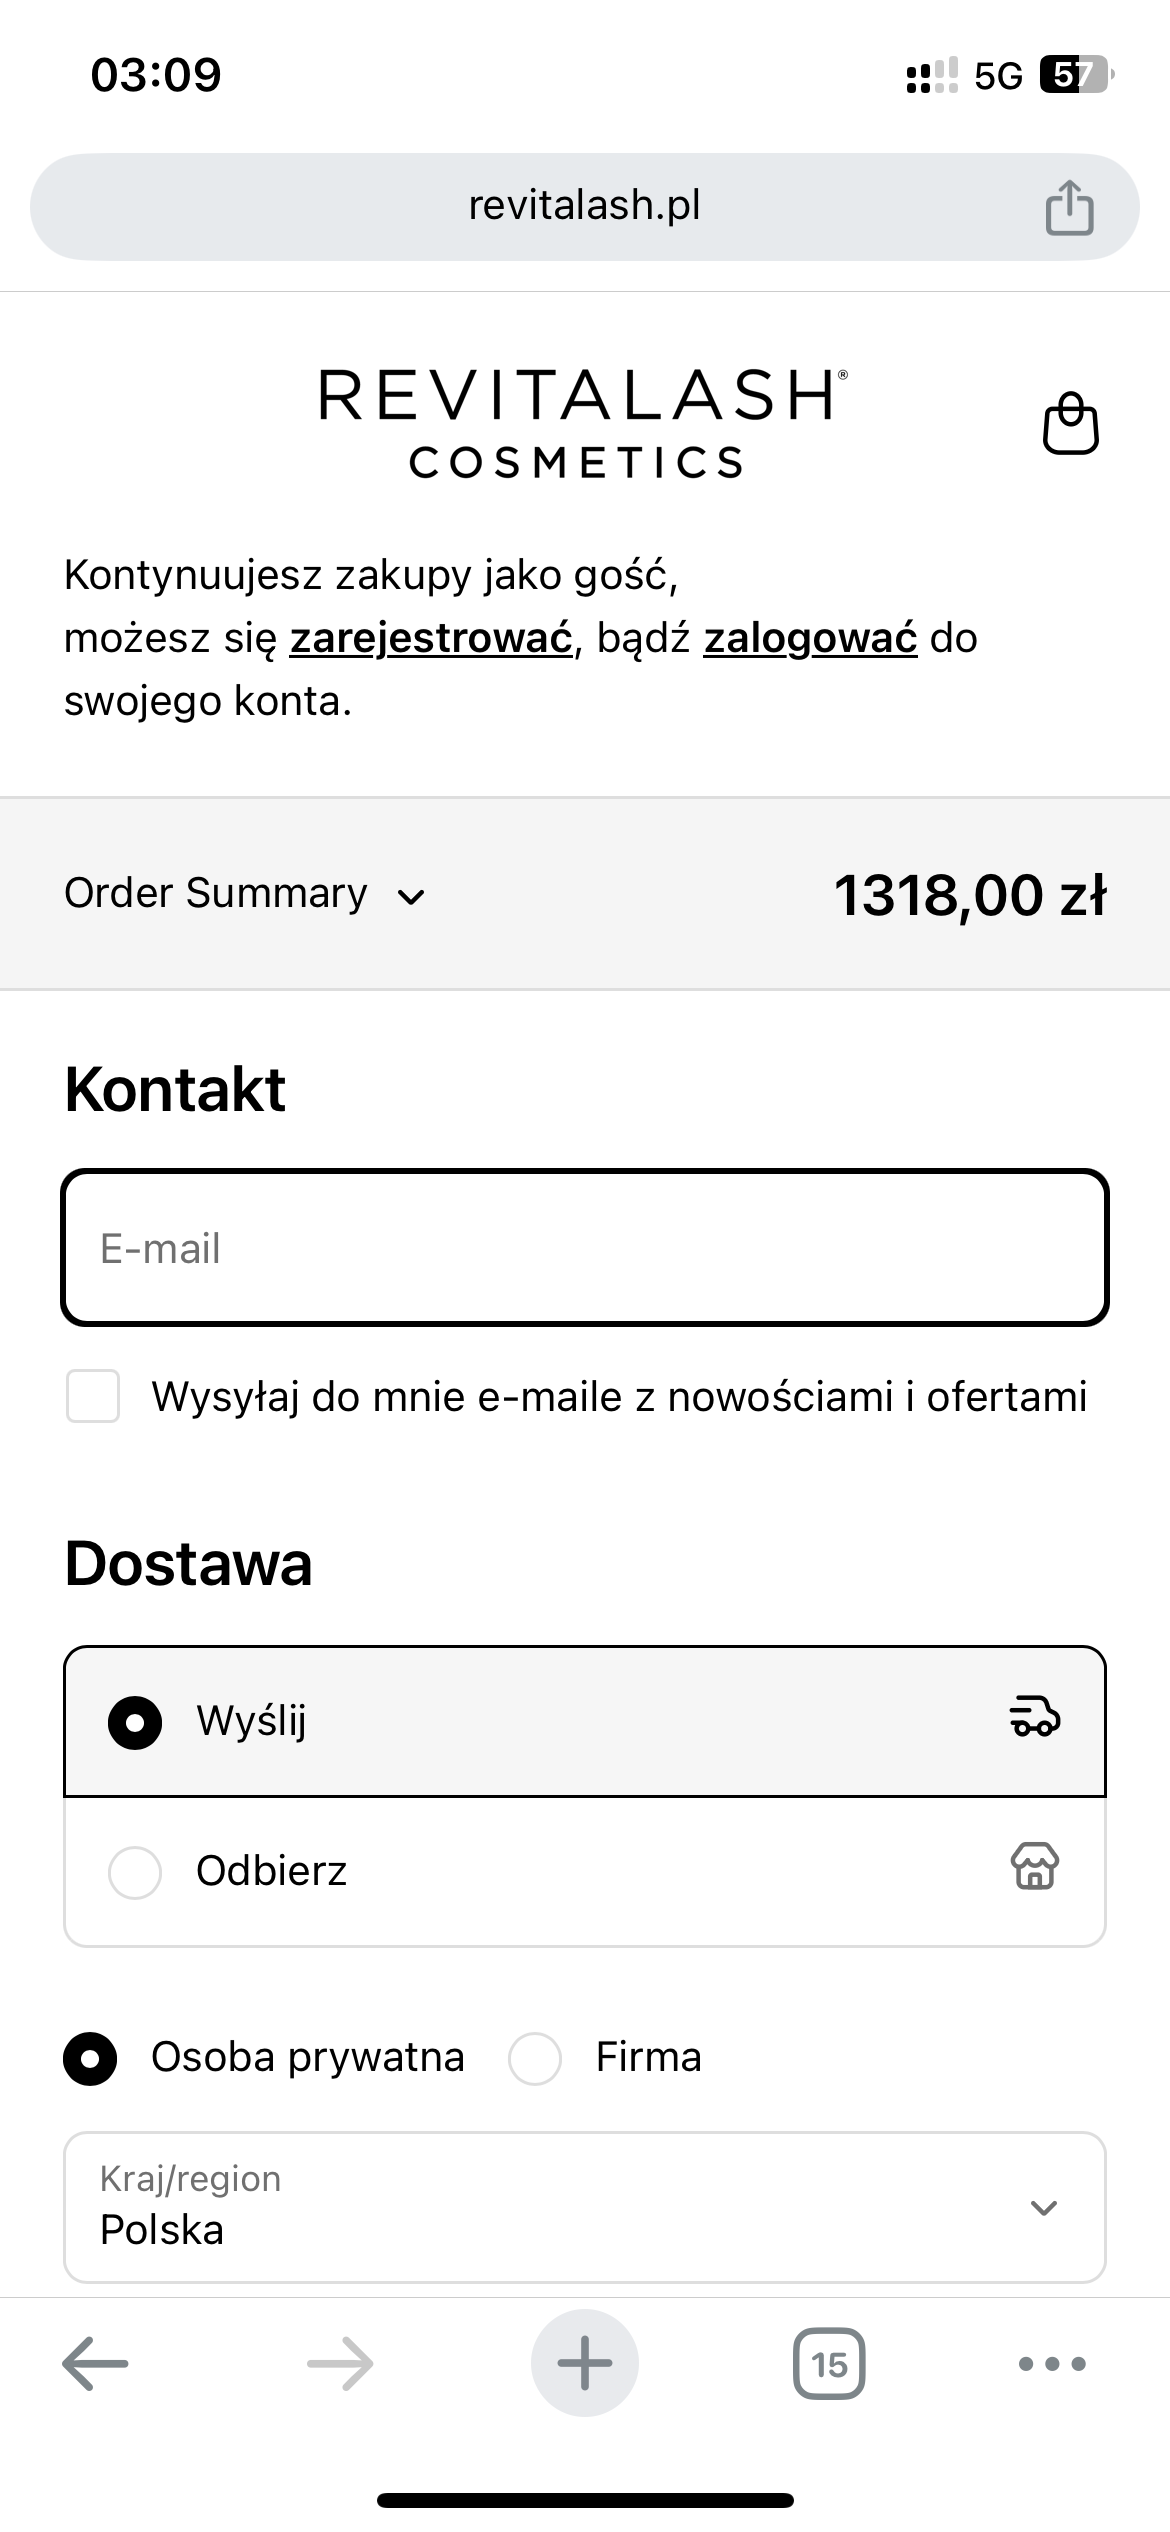 03:09
5G 57
revitalash.pl
REVITALASH®
COSMETICS
Kontynuujesz zakupy jako gość,
możesz się zarejestrować, bądź zalogować do
swojego konta.
Order Summary 1318,00 zł
Kontakt
E-mail
Wysyłaj do mnie e-maile z nowościami i ofertami
Dostawa
Wyślij
Odbierz
Osoba prywatna Firma
Kraj/region
Polska
15